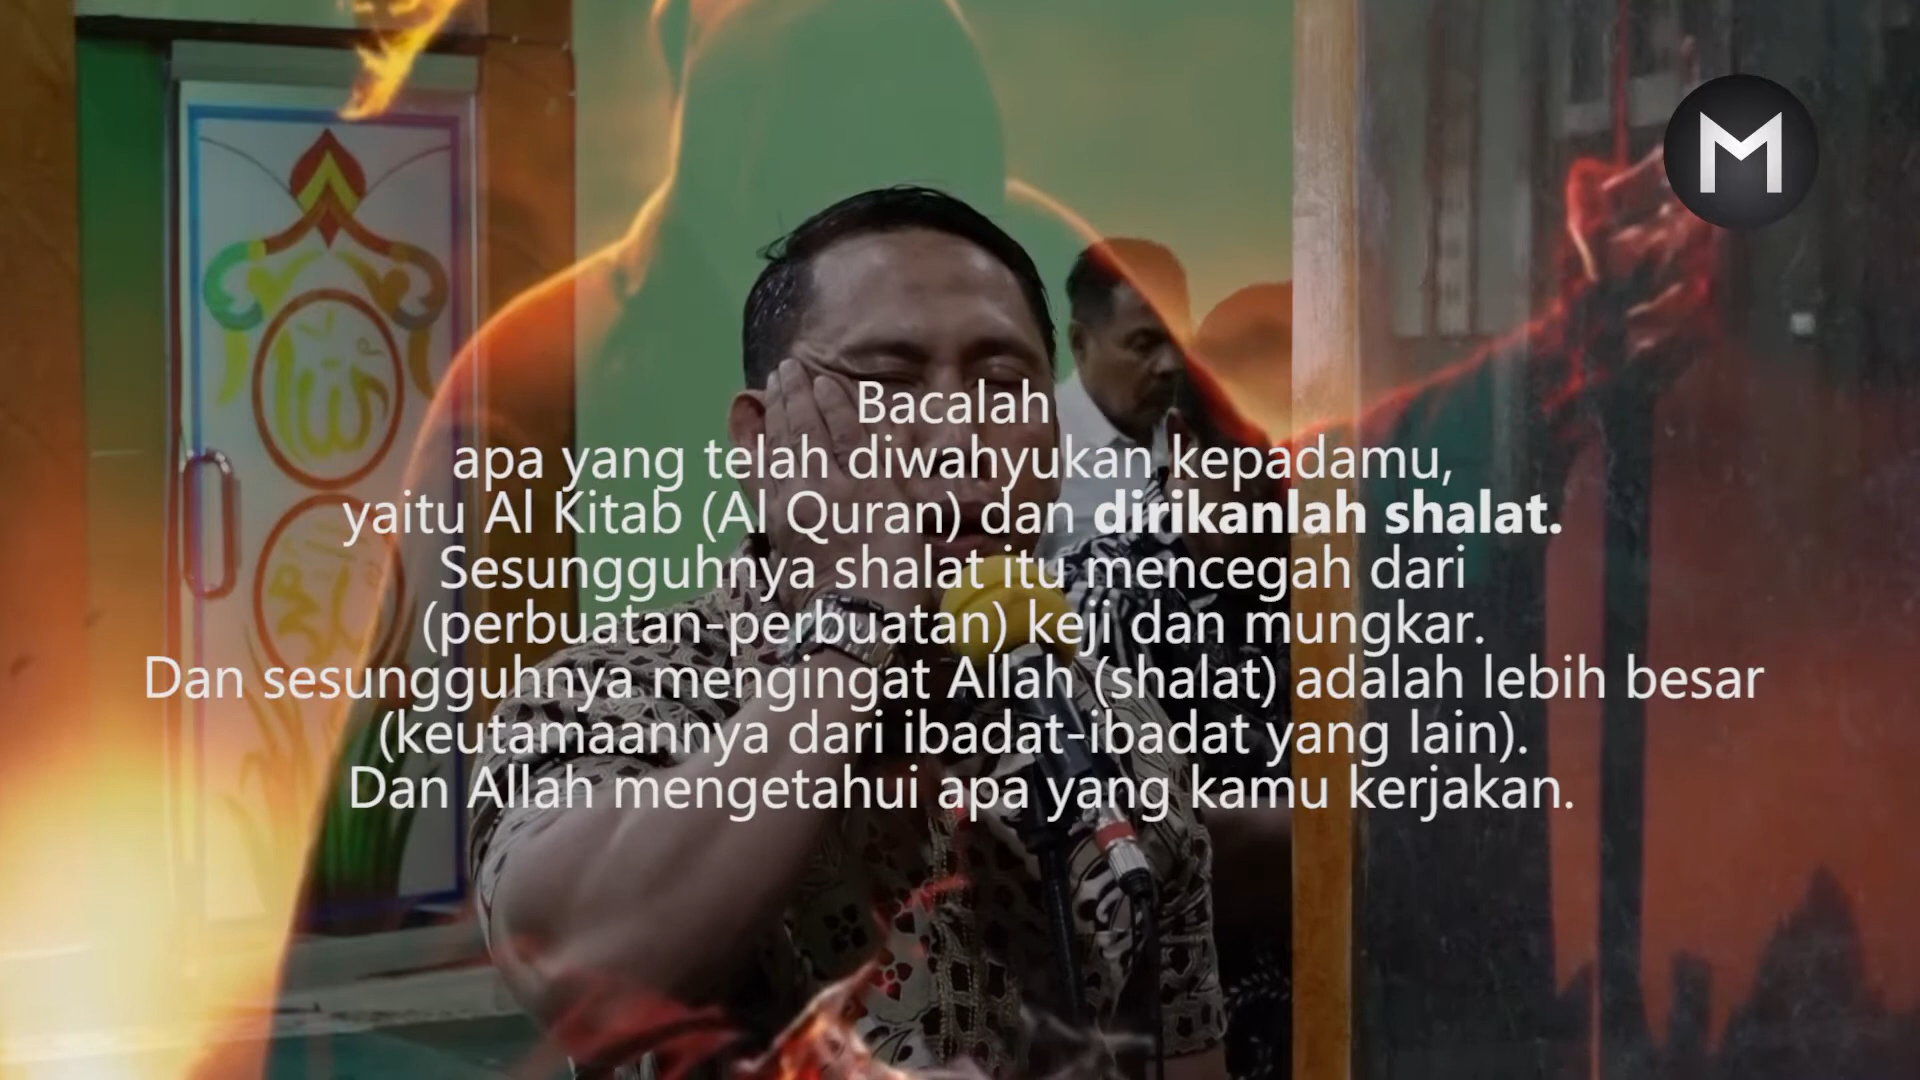 M
Bacalah
apa yang telah diwahyukan kepadamu,
yaitu Al Kitab (Al Quran) dan dirikanlah shalat.
Sesungguhnya shalat itu mencegah dari
(perbuatan-perbuatan) keji dan mungkar.
Dan sesungguhnya mengingat Allah (shalat) adalah lebih besar
(keutamaannya dari ibadat-ibadat yang lain).
Dan Allah mengetahui apa yang kamu kerjakan.